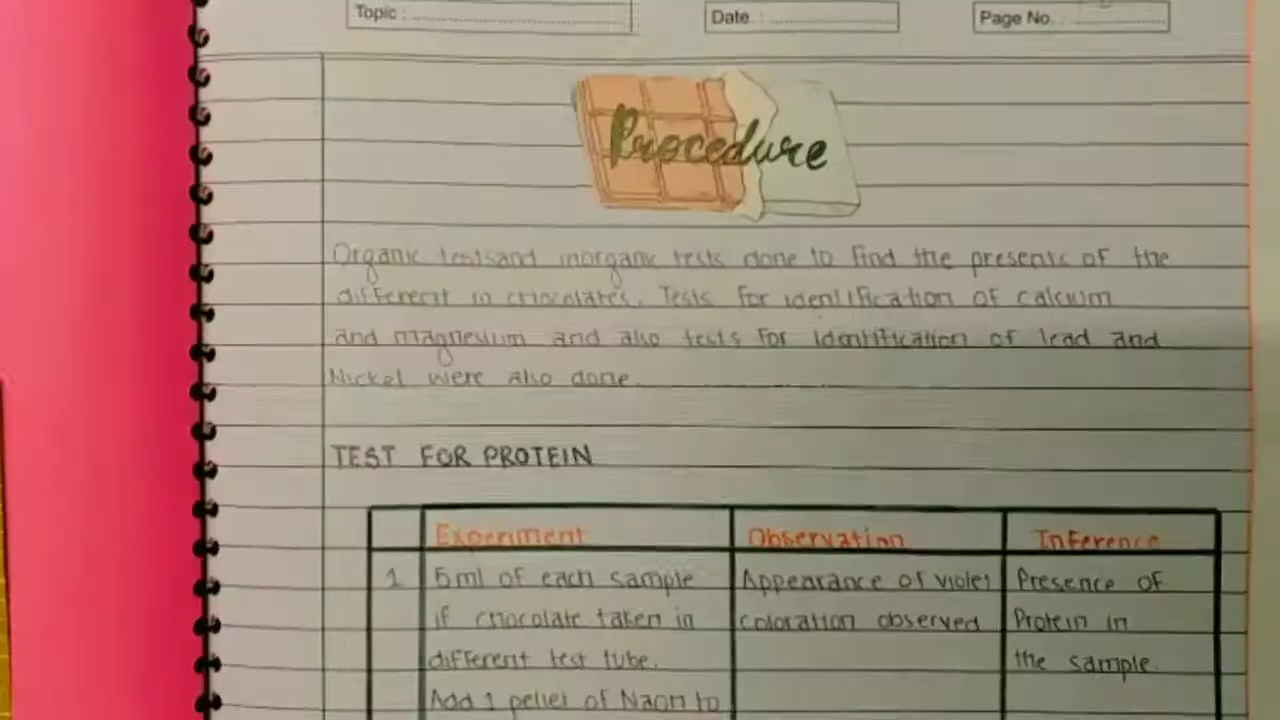 Topic : Date : Page No.
Procedure
Organic tests and inorganic tests done to find the presents of the
different in chocolates. Tests for identification of calcium
and magnesium and also tests for identification of lead and
Nickel were also done.
TEST FOR PROTEIN
Experiment Observation Inference
1 5ml of each sample Appearance of violet Presence of
if chocolate taken in coloration observed Protein in
different test tube. the sample.
Add 1 pellet of NaOH to